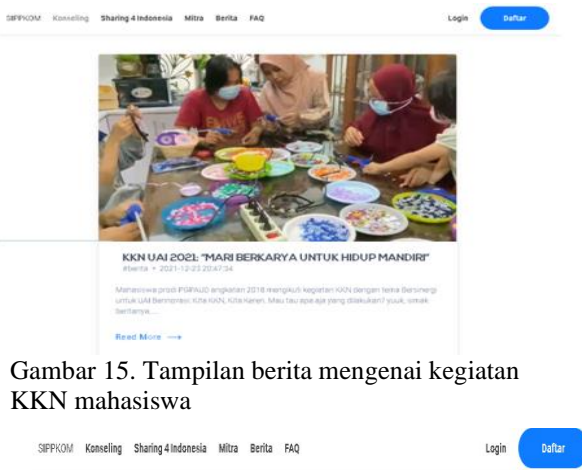 SIPPKOM Konseling Sharing 4 Indonesia Mitra Berita FAQ Login Daftar
KKN UAI 2021: "MARI BERKARYA UNTUK HIDUP MANDIRI"
#berita • 2021-12-23 20:47:34
Mahasiswa prodi PGPAUD angkatan 2018 mengikuti kegiatan KKN dengan tema Bersinergi
untuk UAI Berinovasi: Kita KKN, Kita Keren. Mau tau apa aja yang dilakukan? yuuk, simak
beritanya....
Read More →
Gambar 15. Tampilan berita mengenai kegiatan
KKN mahasiswa
SIPPKOM Konseling Sharing 4 Indonesia Mitra Berita FAQ Login Daftar